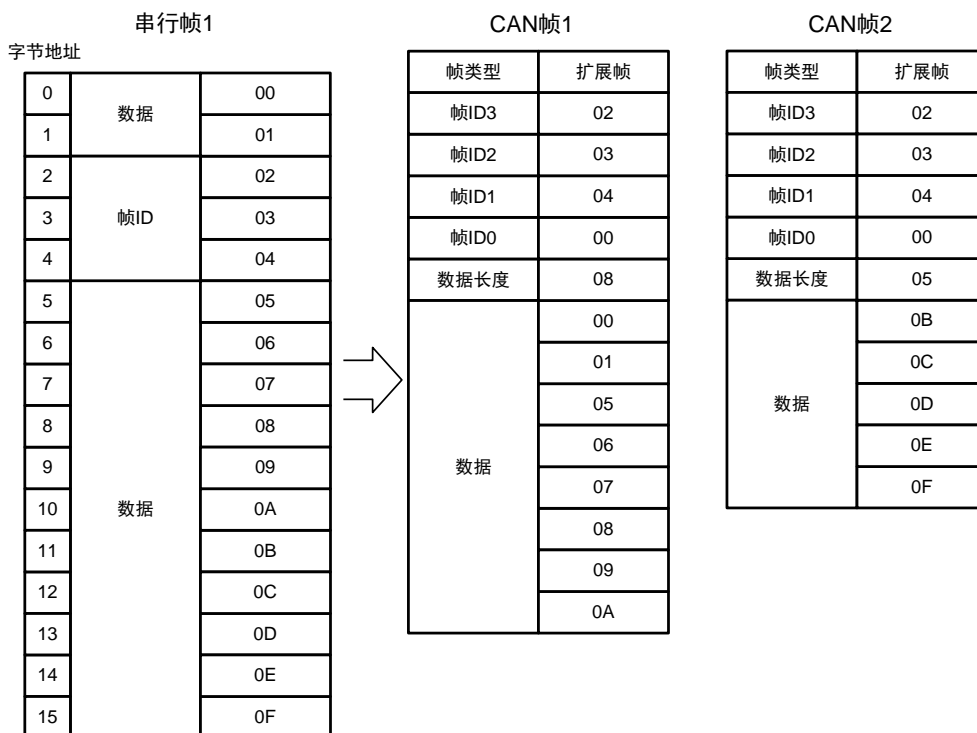 串行帧1
字节地址
0 数据 00
1 01
2 帧ID 02
3 03
4 04
5 数据 05
6 06
7 07
8 08
9 09
10 0A
11 0B
12 0C
13 0D
14 0E
15 0F
CAN帧1
帧类型 扩展帧
帧ID3 02
帧ID2 03
帧ID1 04
帧ID0 00
数据长度 08
数据 00
01
05
06
07
08
09
0A
CAN帧2
帧类型 扩展帧
帧ID3 02
帧ID2 03
帧ID1 04
帧ID0 00
数据长度 05
数据 0B
0C
0D
0E
0F